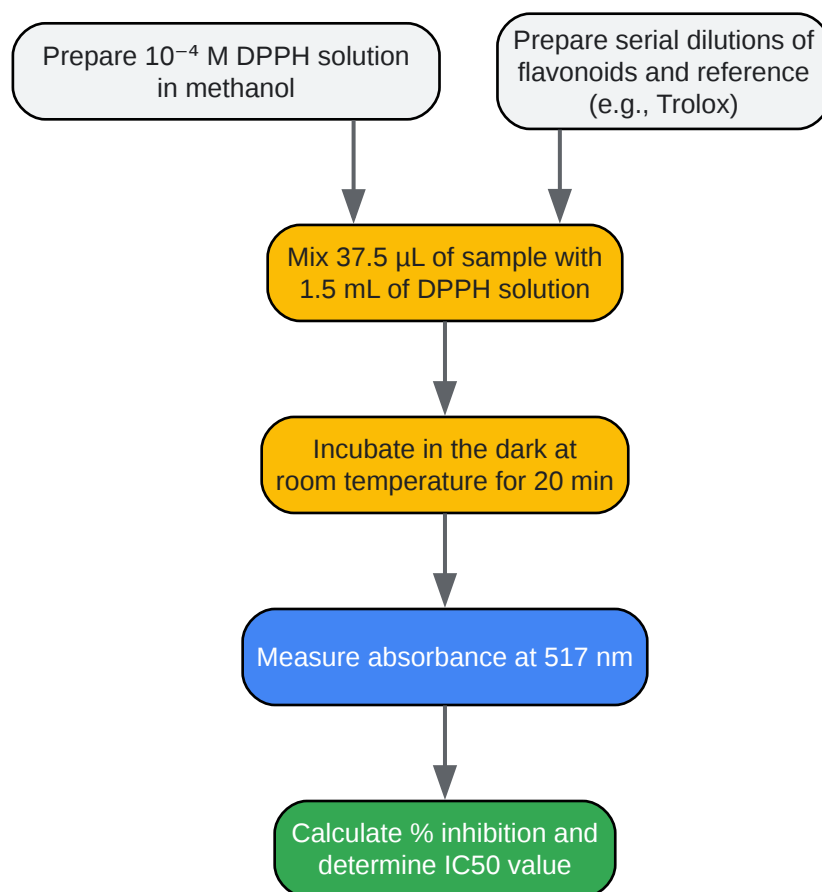 Prepare 10⁻⁴ M DPPH solution
in methanol
Prepare serial dilutions of
flavonoids and reference
(e.g., Trolox)
Mix 37.5 µL of sample with
1.5 mL of DPPH solution
Incubate in the dark at
room temperature for 20 min
Measure absorbance at 517 nm
Calculate % inhibition and
determine IC50 value